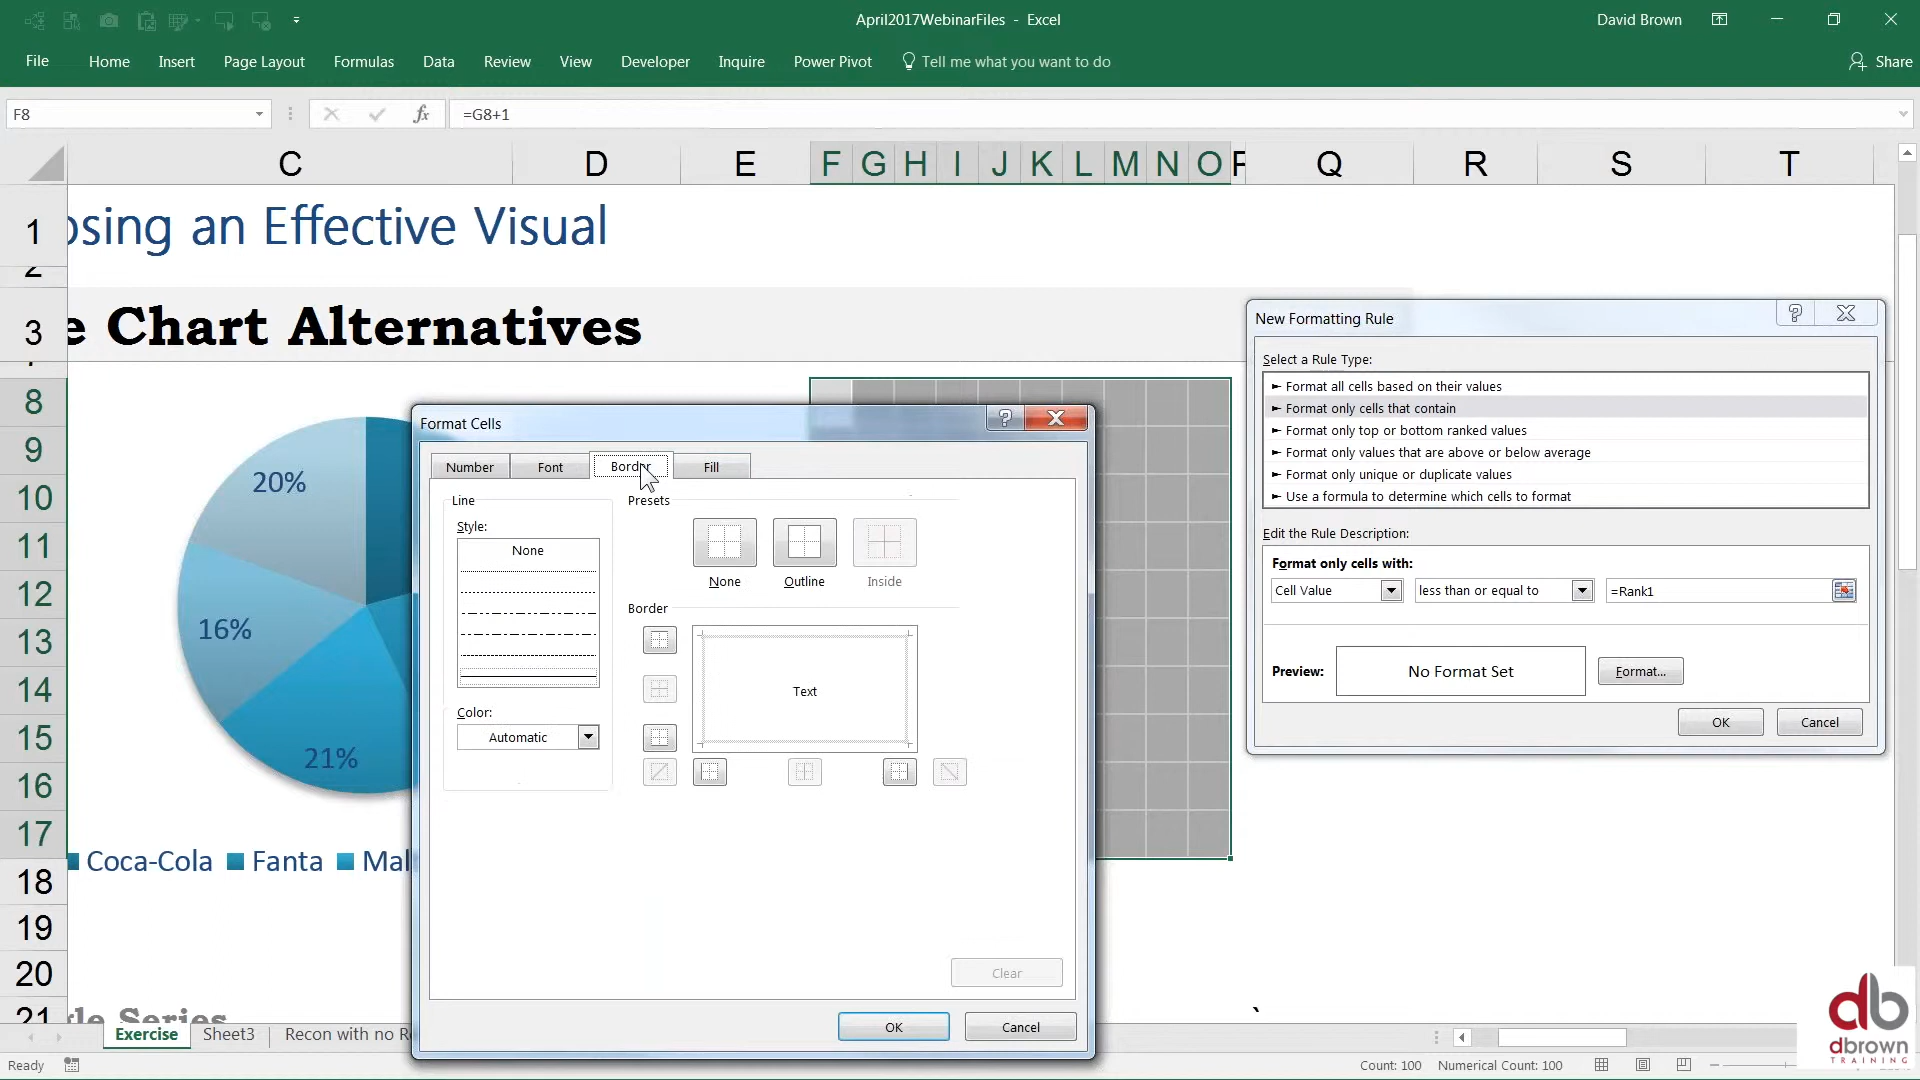 April2017WebinarFiles - Excel
David Brown
File Home Insert Page Layout Formulas Data Review View Developer Inquire Power Pivot Tell me what you want to do Share
F8 fx =G8+1
C D E F G H I J K L M N O P Q R S T
1 osing an Effective Visual
2
3 e Chart Alternatives
8
9
10
11
12
13
14
15
16
17
18
19
20
21
20%
16%
21%
Coca-Cola Fanta Mal
gle Series
Format Cells
Number Font Border Fill
Line
Style:
None
Color:
Automatic
Presets
None Outline Inside
Border
Text
Clear
OK Cancel
New Formatting Rule
Select a Rule Type:
► Format all cells based on their values
► Format only cells that contain
► Format only top or bottom ranked values
► Format only values that are above or below average
► Format only unique or duplicate values
► Use a formula to determine which cells to format
Edit the Rule Description:
Format only cells with:
Cell Value less than or equal to =Rank1
Preview: No Format Set Format...
OK Cancel
Exercise Sheet3 Recon with no R
Ready
Count: 100 Numerical Count: 100
db
dbrown
TRAINING